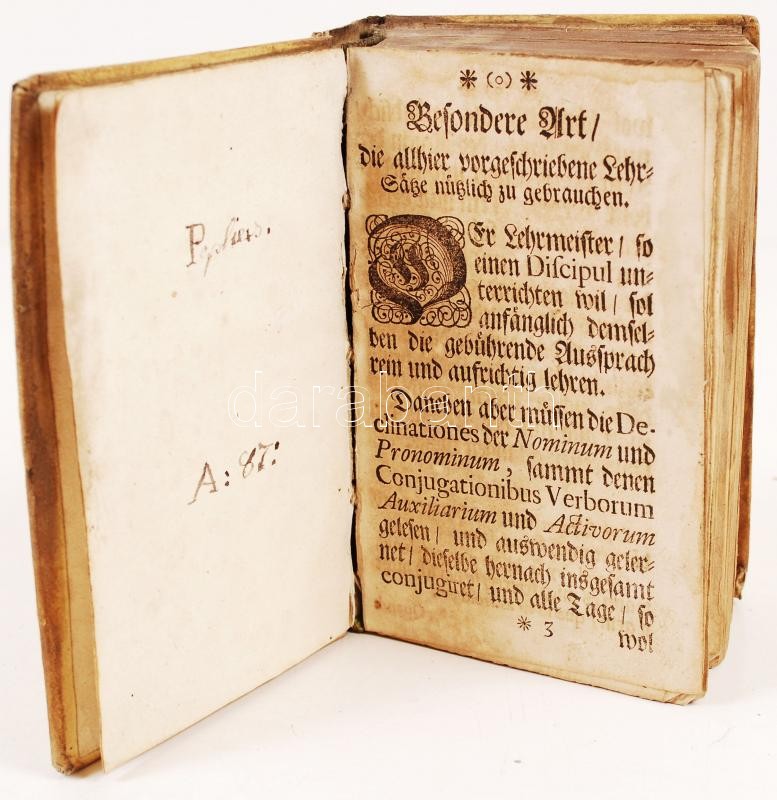 Peplier.
A: 87:
* (o) *
Besondere Art/
die allhier vorgeschriebene Lehr-
Sätze nützlich zu gebrauchen.
DEr Lehrmeister/ so
einen Discipul un-
terrichten wil/ sol
anfänglich demsel-
ben die gebührende Aussprach
rein und aufrichtig lehren.
Daneben aber müssen die De-
clinationes der Nominum und
Pronominum, sammt denen
Conjugationibus Verborum
Auxiliarium und Activorum
gelesen/ und auswendig geler-
net/ dieselbe hernach insgesamt
conjugiret/ und alle Tage/ so
* 3
wol
darabanth